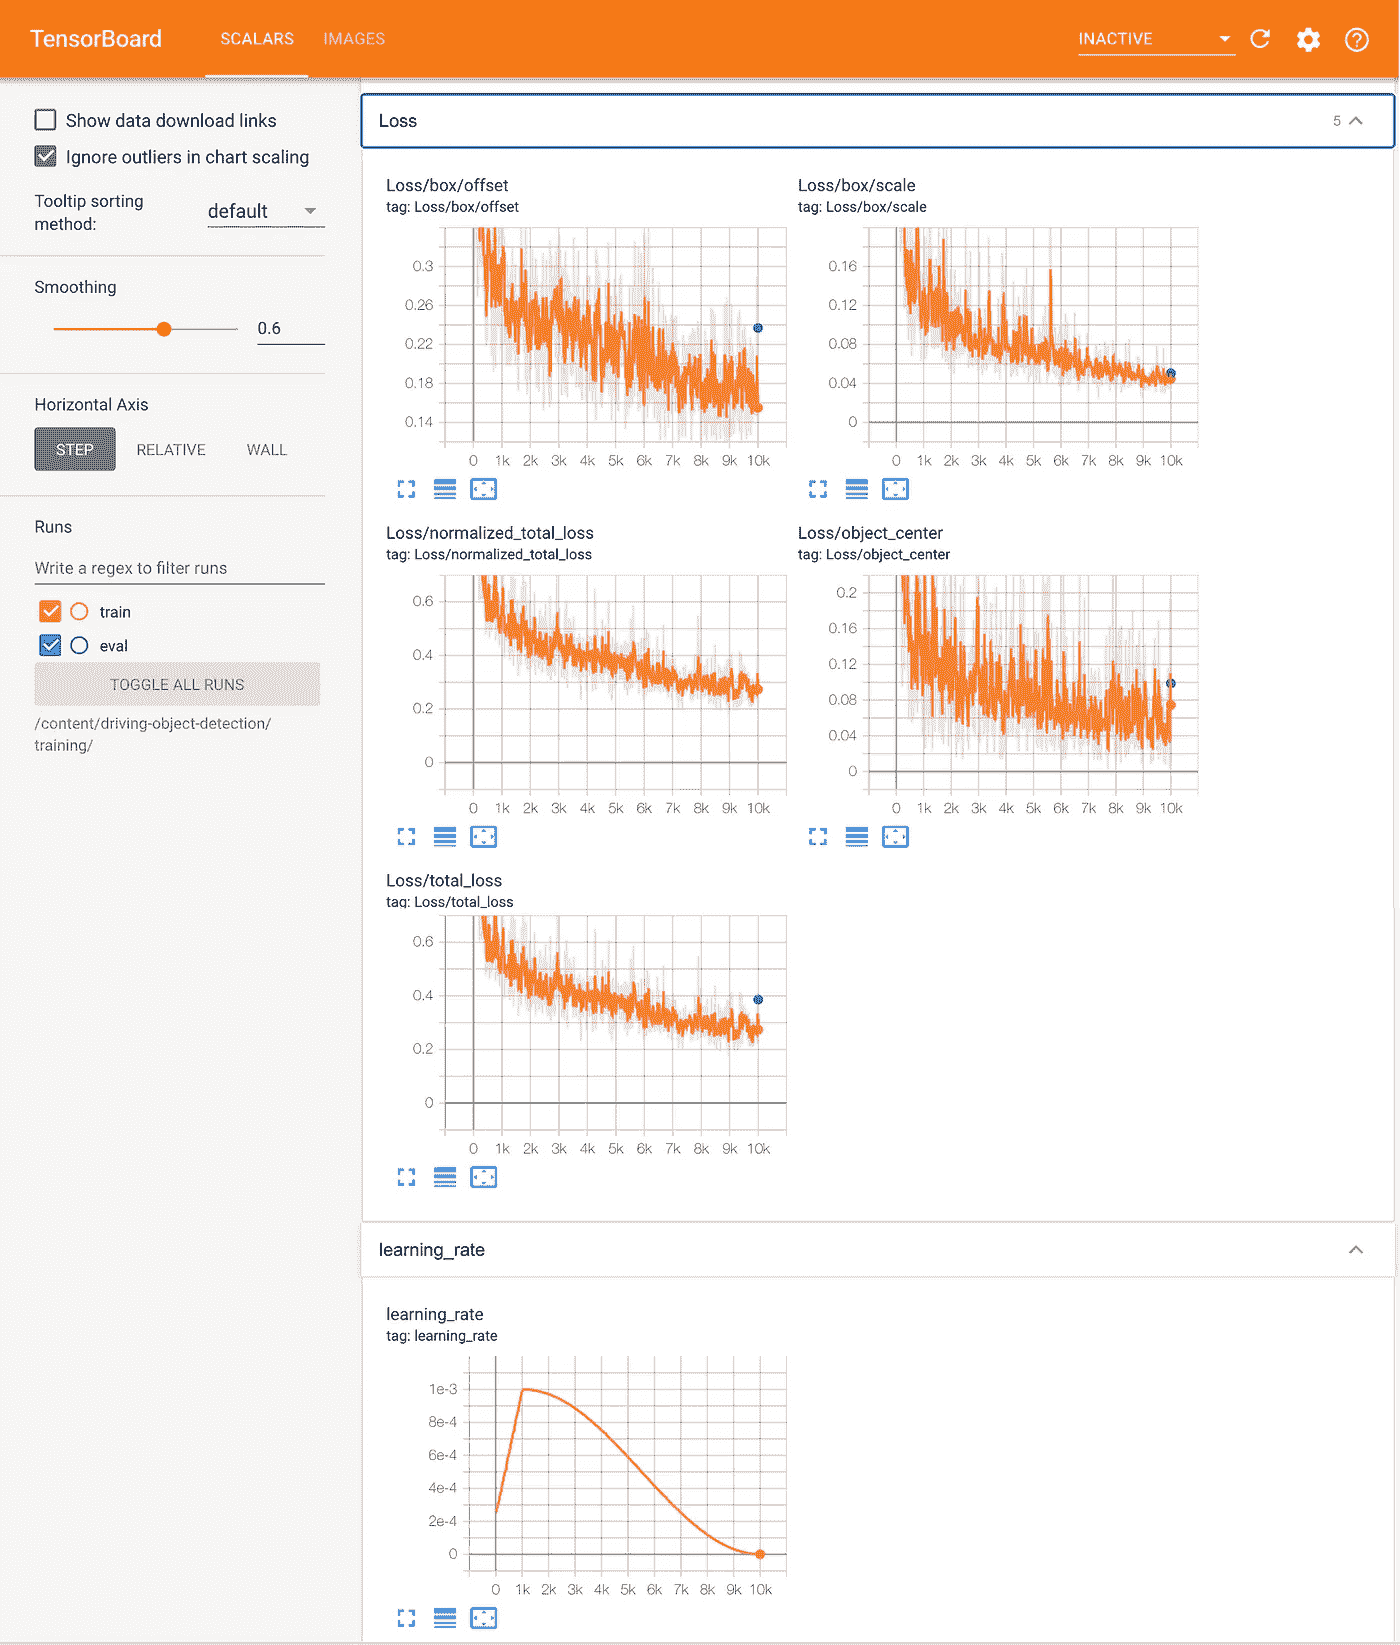 TensorBoard
SCALARS
IMAGES
INACTIVE
Show data download links
Ignore outliers in chart scaling
Tooltip sorting
method:
default
Smoothing
0.6
Horizontal Axis
STEP
RELATIVE
WALL
Runs
Write a regex to filter runs
train
eval
TOGGLE ALL RUNS
/content/driving-object-detection/
training/
Loss
5
Loss/box/offset
tag: Loss/box/offset
0.3
0.26
0.22
0.18
0.14
0 1k 2k 3k 4k 5k 6k 7k 8k 9k 10k
Loss/box/scale
tag: Loss/box/scale
0.16
0.12
0.08
0.04
0
0 1k 2k 3k 4k 5k 6k 7k 8k 9k 10k
Loss/normalized_total_loss
tag: Loss/normalized_total_loss
0.6
0.4
0.2
0
0 1k 2k 3k 4k 5k 6k 7k 8k 9k 10k
Loss/object_center
tag: Loss/object_center
0.2
0.16
0.12
0.08
0.04
0
0 1k 2k 3k 4k 5k 6k 7k 8k 9k 10k
Loss/total_loss
tag: Loss/total_loss
0.6
0.4
0.2
0
0 1k 2k 3k 4k 5k 6k 7k 8k 9k 10k
learning_rate
learning_rate
tag: learning_rate
1e-3
8e-4
6e-4
4e-4
2e-4
0
0 1k 2k 3k 4k 5k 6k 7k 8k 9k 10k